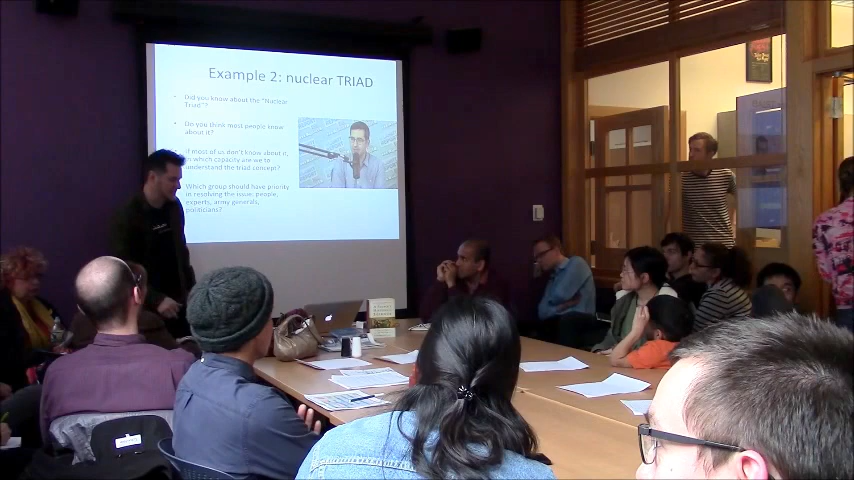 Example 2: nuclear TRIAD
• Did you know about the "Nuclear
Triad"?
• Do you think most people know
about it?
• if most of us don't know about it,
in which capacity are we to
understand the triad concept?
• Which group should have priority
in resolving the issue, people,
experts, army generals,
politicians?